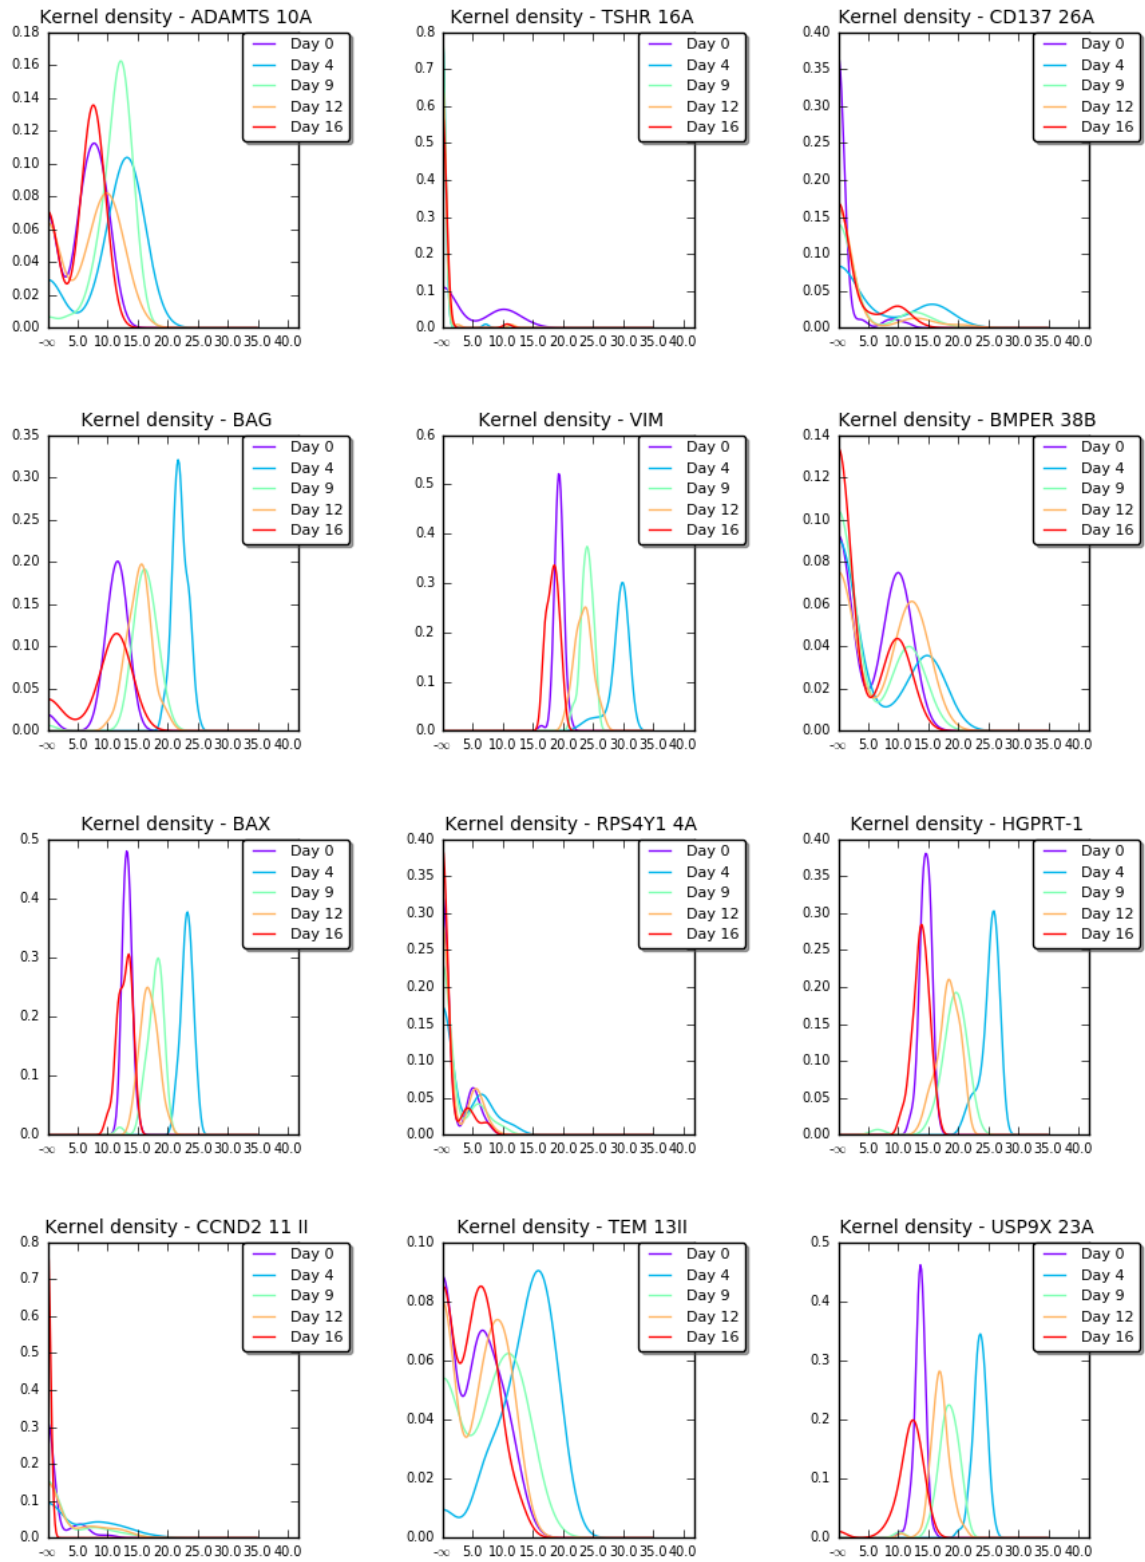 Kernel density - ADAMTS 10A
0.18
0.16
0.14
0.12
0.10
0.08
0.06
0.04
0.02
0.00
Day 0
Day 4
Day 9
Day 12
Day 16
-∞ 5.0 10.0 15.0 20.0 25.0 30.0 35.0 40.0
Kernel density - TSHR 16A
0.8
0.7
0.6
0.5
0.4
0.3
0.2
0.1
0.0
Day 0
Day 4
Day 9
Day 12
Day 16
-∞ 5.0 10.0 15.0 20.0 25.0 30.0 35.0 40.0
Kernel density - CD137 26A
0.40
0.35
0.30
0.25
0.20
0.15
0.10
0.05
0.00
Day 0
Day 4
Day 9
Day 12
Day 16
-∞ 5.0 10.0 15.0 20.0 25.0 30.0 35.0 40.0
Kernel density - BAG
0.35
0.30
0.25
0.20
0.15
0.10
0.05
0.00
Day 0
Day 4
Day 9
Day 12
Day 16
-∞ 5.0 10.0 15.0 20.0 25.0 30.0 35.0 40.0
Kernel density - VIM
0.6
0.5
0.4
0.3
0.2
0.1
0.0
Day 0
Day 4
Day 9
Day 12
Day 16
-∞ 5.0 10.0 15.0 20.0 25.0 30.0 35.0 40.0
Kernel density - BMPER 38B
0.14
0.12
0.10
0.08
0.06
0.04
0.02
0.00
Day 0
Day 4
Day 9
Day 12
Day 16
-∞ 5.0 10.0 15.0 20.0 25.0 30.0 35.0 40.0
Kernel density - BAX
0.5
0.4
0.3
0.2
0.1
0.0
Day 0
Day 4
Day 9
Day 12
Day 16
-∞ 5.0 10.0 15.0 20.0 25.0 30.0 35.0 40.0
Kernel density - RPS4Y1 4A
0.40
0.35
0.30
0.25
0.20
0.15
0.10
0.05
0.00
Day 0
Day 4
Day 9
Day 12
Day 16
-∞ 5.0 10.0 15.0 20.0 25.0 30.0 35.0 40.0
Kernel density - HGPRT-1
0.40
0.35
0.30
0.25
0.20
0.15
0.10
0.05
0.00
Day 0
Day 4
Day 9
Day 12
Day 16
-∞ 5.0 10.0 15.0 20.0 25.0 30.0 35.0 40.0
Kernel density - CCND2 11 II
0.8
0.7
0.6
0.5
0.4
0.3
0.2
0.1
0.0
Day 0
Day 4
Day 9
Day 12
Day 16
-∞ 5.0 10.0 15.0 20.0 25.0 30.0 35.0 40.0
Kernel density - TEM 13II
0.10
0.08
0.06
0.04
0.02
0.00
Day 0
Day 4
Day 9
Day 12
Day 16
-∞ 5.0 10.0 15.0 20.0 25.0 30.0 35.0 40.0
Kernel density - USP9X 23A
0.5
0.4
0.3
0.2
0.1
0.0
Day 0
Day 4
Day 9
Day 12
Day 16
-∞ 5.0 10.0 15.0 20.0 25.0 30.0 35.0 40.0